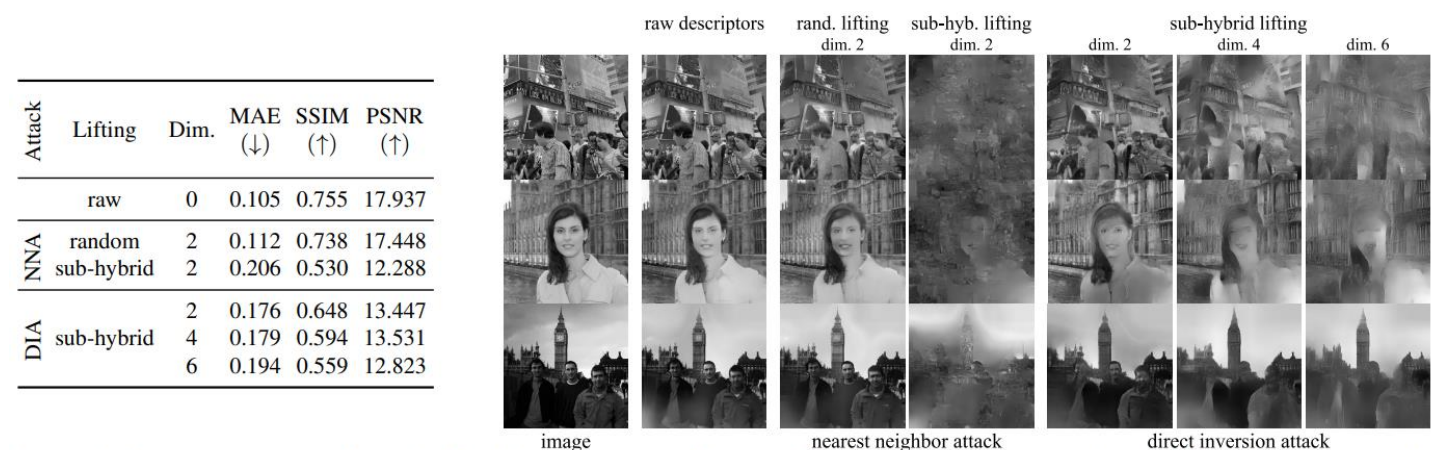 Attack Lifting Dim. MAE (↓) SSIM (↑) PSNR (↑)
raw 0 0.105 0.755 17.937
NNA
random 2 0.112 0.738 17.448
sub-hybrid 2 0.206 0.530 12.288
DIA
2 0.176 0.648 13.447
sub-hybrid 4 0.179 0.594 13.531
6 0.194 0.559 12.823
raw descriptors rand. lifting sub-hyb. lifting sub-hybrid lifting
dim. 2 dim. 2 dim. 2 dim. 4 dim. 6
image nearest neighbor attack direct inversion attack